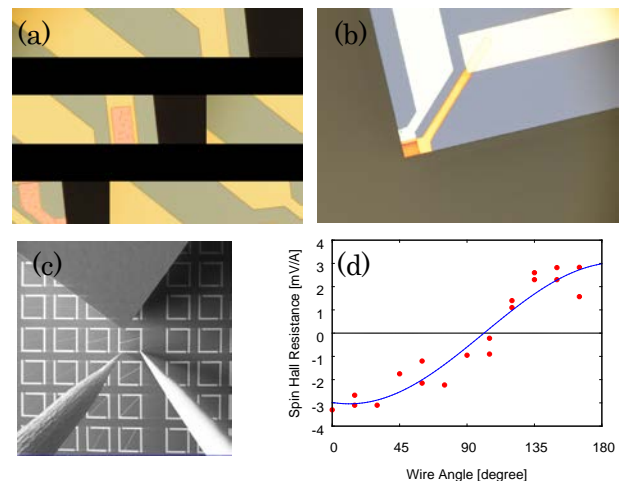 (a)
(b)
(c)
(d)
Spin Hall Resistance [mV/A]
4
3
2
1
0
-1
-2
-3
-4
0
45
90
135
180
Wire Angle [degree]